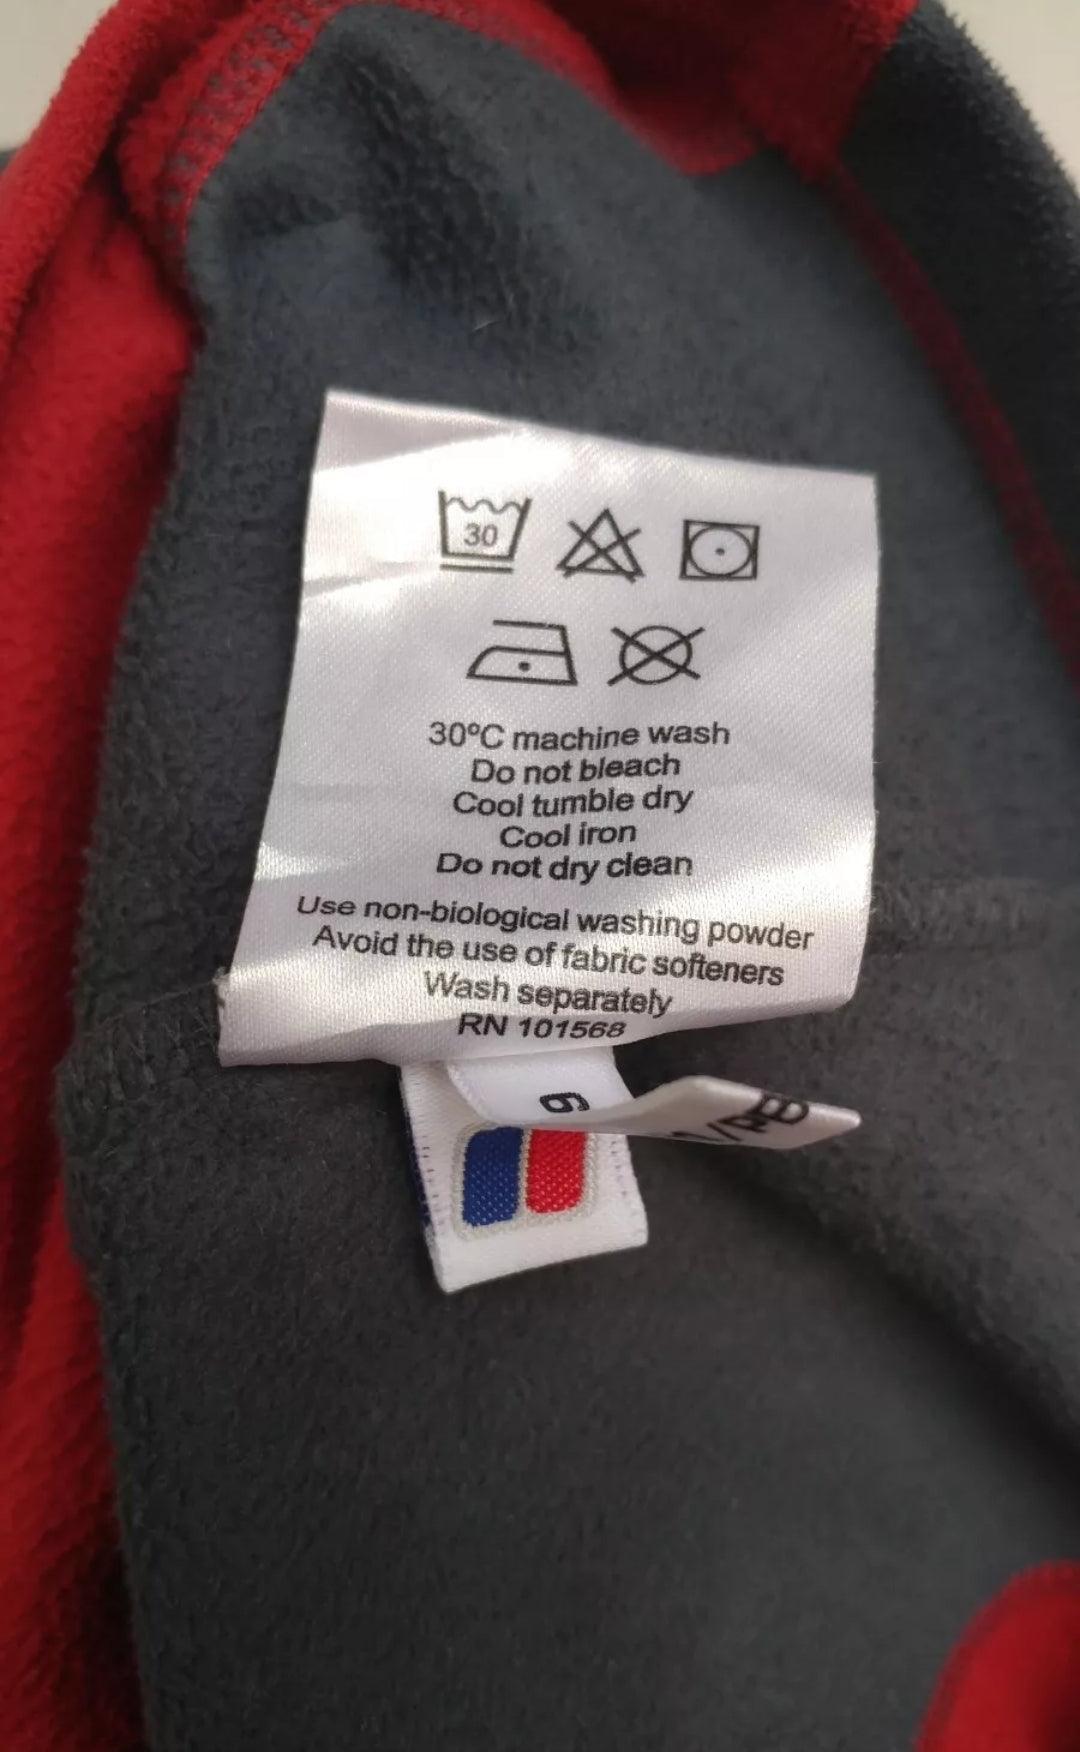 30
30°C machine wash
Do not bleach
Cool tumble dry
Cool iron
Do not dry clean
Use non-biological washing powder
Avoid the use of fabric softeners
Wash separately
RN 101568